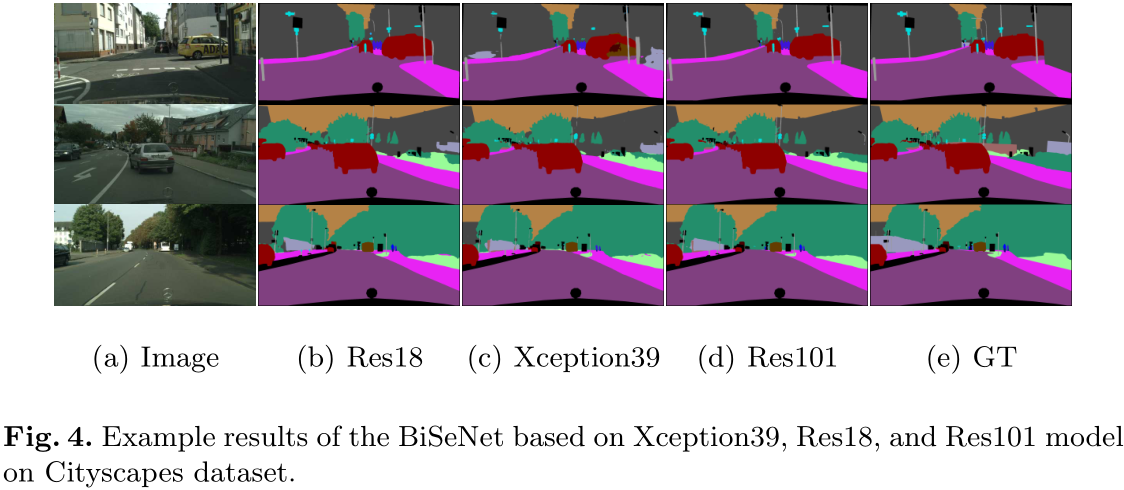 (a) Image
(b) Res18
(c) Xception39
(d) Res101
(e) GT
Fig. 4. Example results of the BiSeNet based on Xception39, Res18, and Res101 model
on Cityscapes dataset.